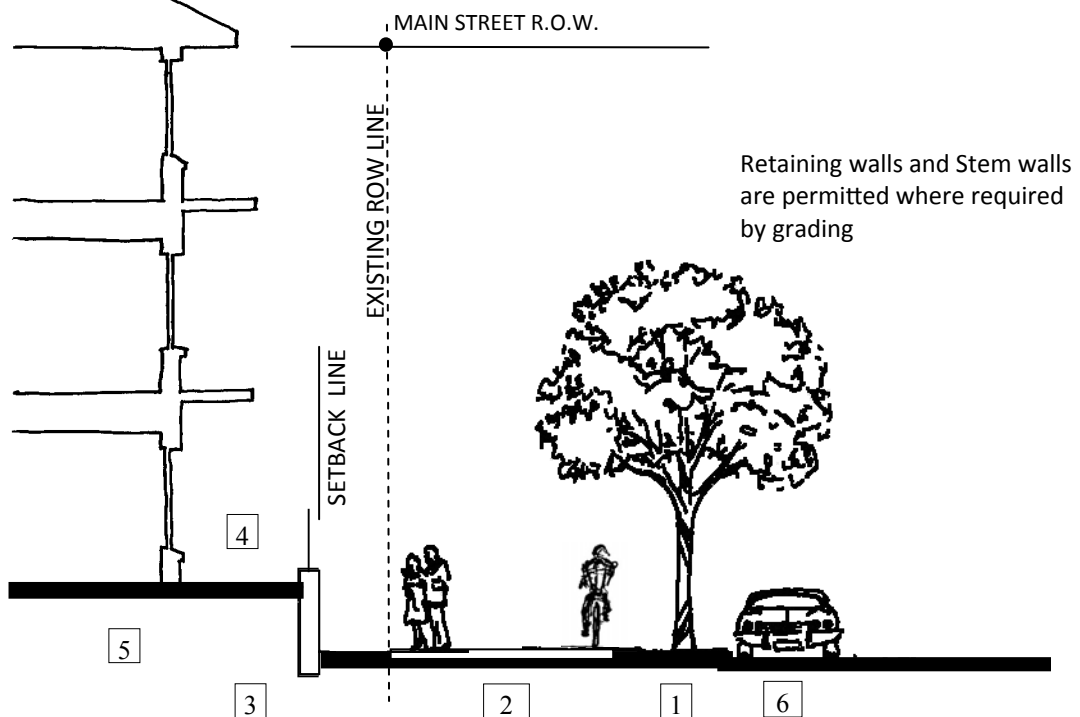 MAIN STREET R.O.W.
EXISTING ROW LINE
Retaining walls and Stem walls
are permitted where required
by grading
SETBACK LINE
4
5
3
2
1
6